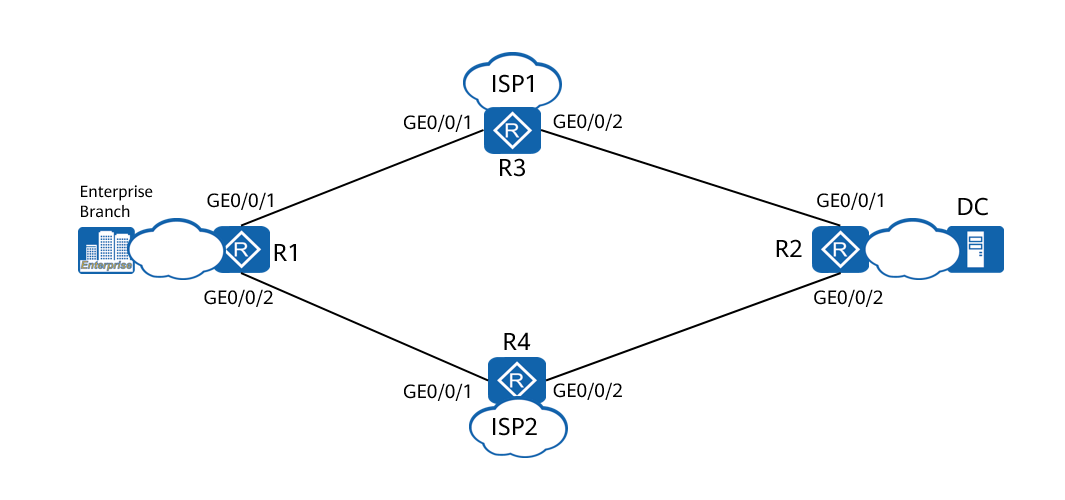 ISP1
GE0/0/1
GE0/0/2
R
R3
Enterprise
Branch
GE0/0/1
GE0/0/1
DC
Enterprise
R
R1
R2
R
GE0/0/2
GE0/0/2
R4
R
GE0/0/1
GE0/0/2
ISP2